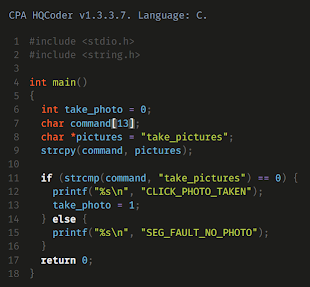 CPA HQCoder v1.3.3.7. Language: C.
1 #include <stdio.h>
2 #include <string.h>
3
4 int main()
5 {
6 int take_photo = 0;
7 char command[13];
8 char *pictures = "take_pictures";
9 strcpy(command, pictures);
10
11 if (strcmp(command, "take_pictures") == 0) {
12 printf("%s\n", "CLICK_PHOTO_TAKEN");
13 take_photo = 1;
14 } else {
15 printf("%s\n", "SEG_FAULT_NO_PHOTO");
16 }
17 return 0;
18 }